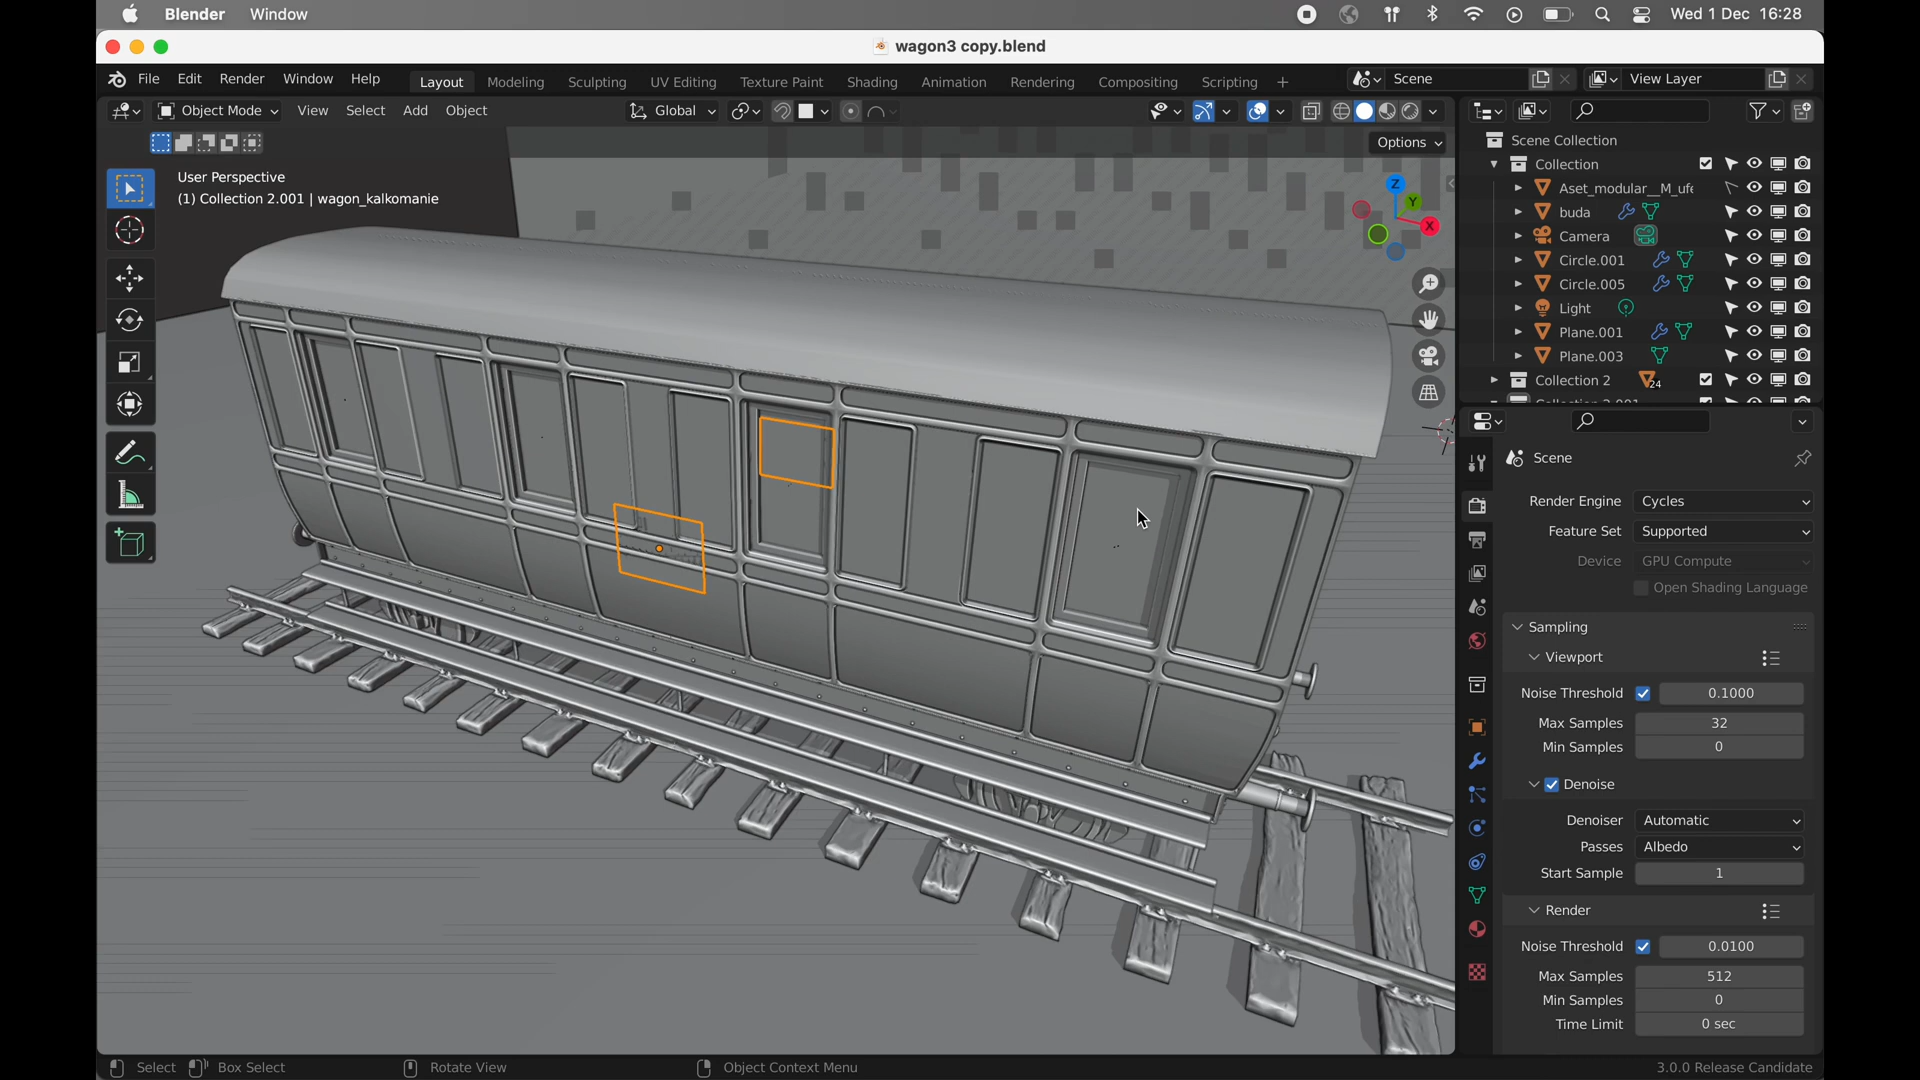 Blender Window Wed 1 Dec 16:28
wagon3 copy.blend
File Edit Render Window Help Layout Modeling Sculpting UV Editing Texture Paint Shading Animation Rendering Compositing Scripting + Scene View Layer
Object Mode View Select Add Object Global
Options
User Perspective
(1) Collection 2.001 | wagon_kalkomanie
Z
Y
X
Scene Collection
Collection
Aset_modular__M_ufe
buda
Camera
Circle.001
Circle.005
Light
Plane.001
Plane.003
Collection 2 24
Scene
Render Engine Cycles
Feature Set Supported
Device GPU Compute
Open Shading Language
Sampling
Viewport
Noise Threshold 0.1000
Max Samples 32
Min Samples 0
Denoise
Denoiser Automatic
Passes Albedo
Start Sample 1
Render
Noise Threshold 0.0100
Max Samples 512
Min Samples 0
Time Limit 0 sec
Select Box Select Rotate View Object Context Menu 3.0.0 Release Candidate